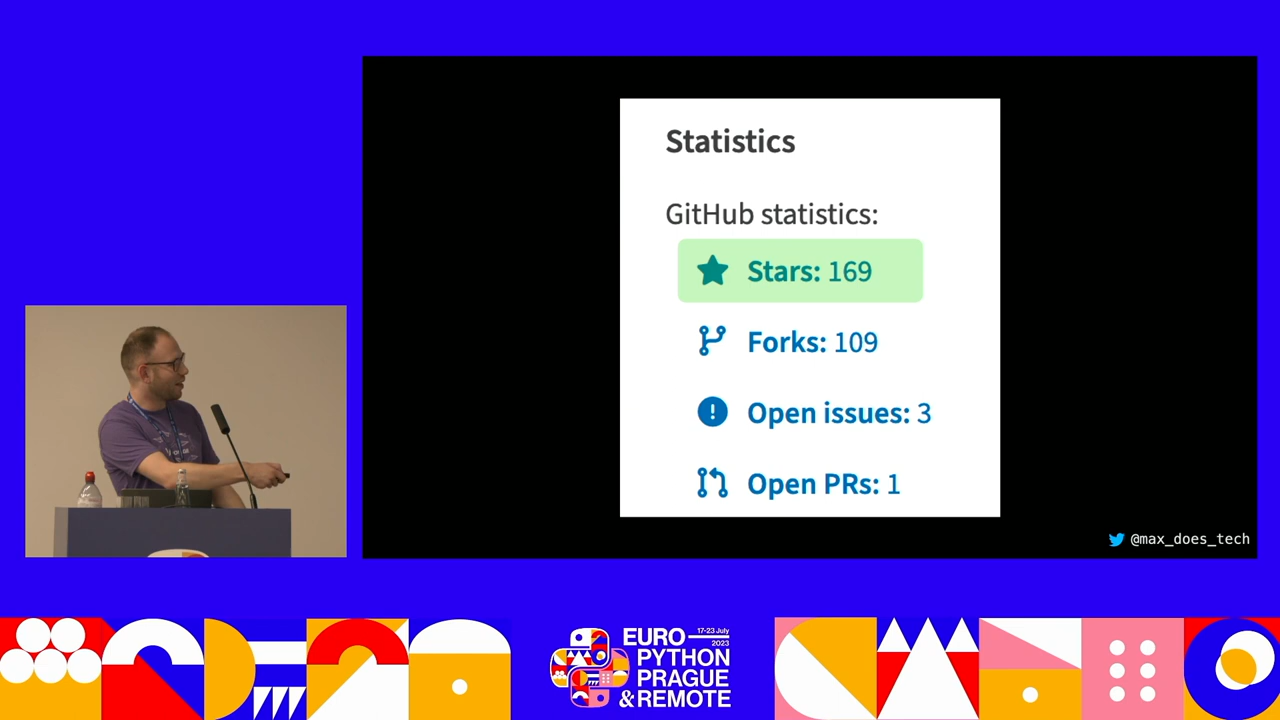 Statistics
GitHub statistics:
Stars: 169
Forks: 109
Open issues: 3
Open PRs: 1
@max_does_tech
EURO 17-23 July 2023
PYTHON
PRAGUE
& REMOTE